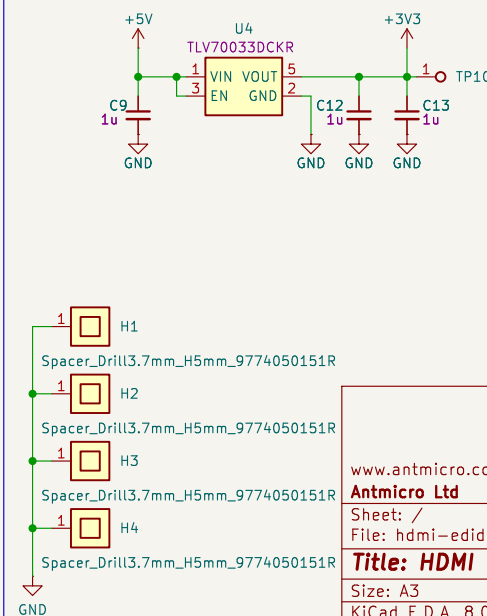 +5V
+3V3
U4
TLV70033DCKR
1 VIN VOUT 5
3 EN GND 2
1 TP10
C9
1u
C12
1u
C13
1u
GND
GND
GND
GND
1 H1
Spacer_Drill3.7mm_H5mm_9774050151R
1 H2
Spacer_Drill3.7mm_H5mm_9774050151R
1 H3
Spacer_Drill3.7mm_H5mm_9774050151R
1 H4
Spacer_Drill3.7mm_H5mm_9774050151R
GND
www.antmicro.co
Antmicro Ltd
Sheet: /
File: hdmi-edid
Title: HDMI
Size: A3
KiCad E.D.A. 8.0